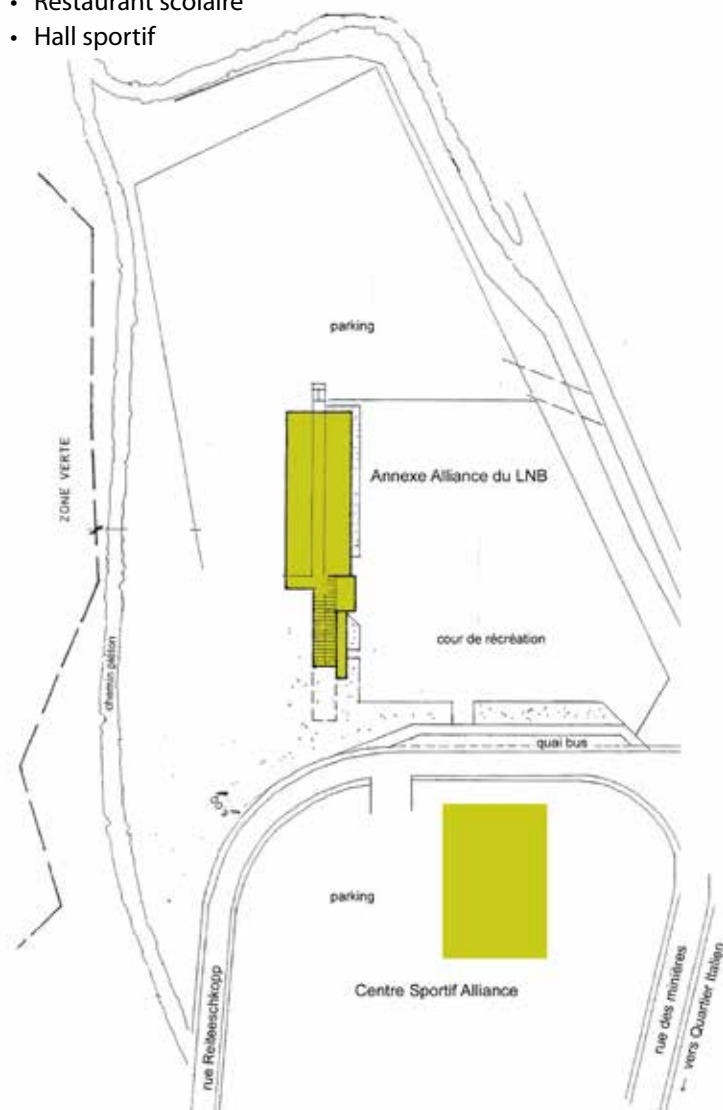 • Restaurant scolaire
• Hall sportif
parking
ZONE VERTE
Annexe Alliance du LNB
chemin piéton
cour de récréation
quai bus
parking
Centre Sportif Alliance
rue Reiteeschkopp
rue des minières
← vers Quartier Italien